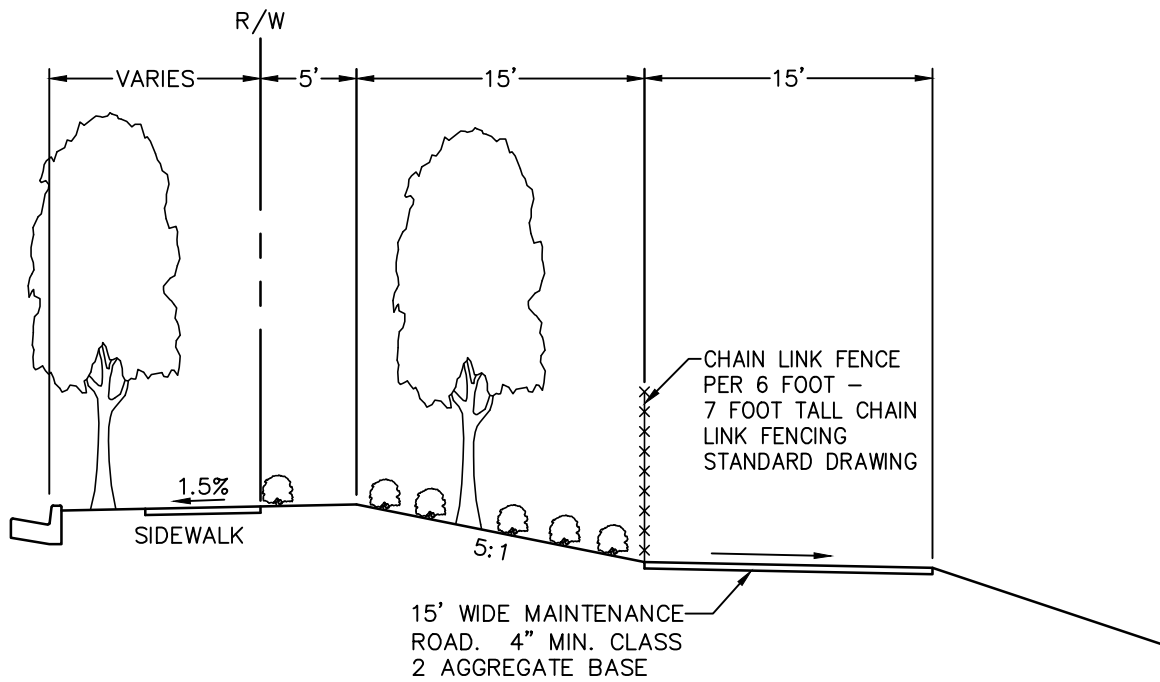 R/W
VARIES
5'
15'
15'
CHAIN LINK FENCE
PER 6 FOOT –
7 FOOT TALL CHAIN
LINK FENCING
STANDARD DRAWING
1.5%
SIDEWALK
5:1
15' WIDE MAINTENANCE
ROAD. 4" MIN. CLASS
2 AGGREGATE BASE